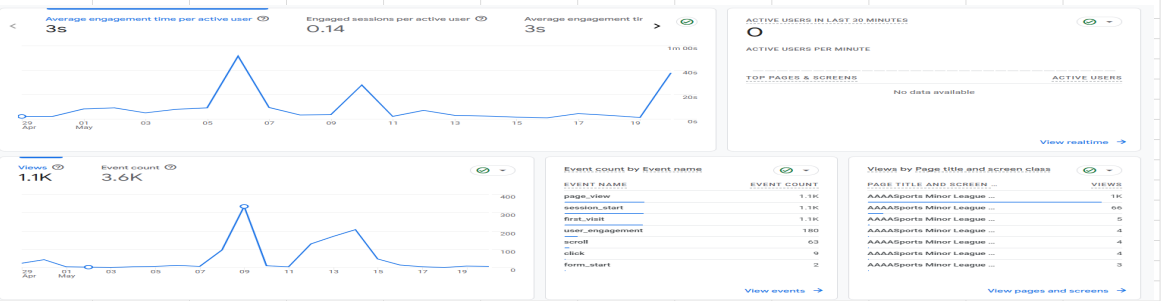 Average engagement time per active user
3s
Engaged sessions per active user
0.14
Average engagement tir
3s
1m 00s
40s
20s
0s
29 Apr
01 May
03
05
07
09
11
13
15
17
19
ACTIVE USERS IN LAST 30 MINUTES
0
ACTIVE USERS PER MINUTE
TOP PAGES & SCREENS ACTIVE USERS
No data available
View realtime
Views
1.1K
Event count
3.6K
400
300
200
100
0
29 Apr
01 May
03
05
07
09
11
13
15
17
19
Event count by Event name
EVENT NAME EVENT COUNT
page_view 1.1K
session_start 1.1K
first_visit 1.1K
user_engagement 180
scroll 63
click 9
form_start 2
View events
Views by Page title and screen class
PAGE TITLE AND SCREEN ... VIEWS
AAAASports Minor League ... 1K
AAAASports Minor League ... 66
AAAASports Minor League ... 5
AAAASports Minor League ... 4
AAAASports Minor League ... 4
AAAASports Minor League ... 4
AAAASports Minor League ... 3
View pages and screens